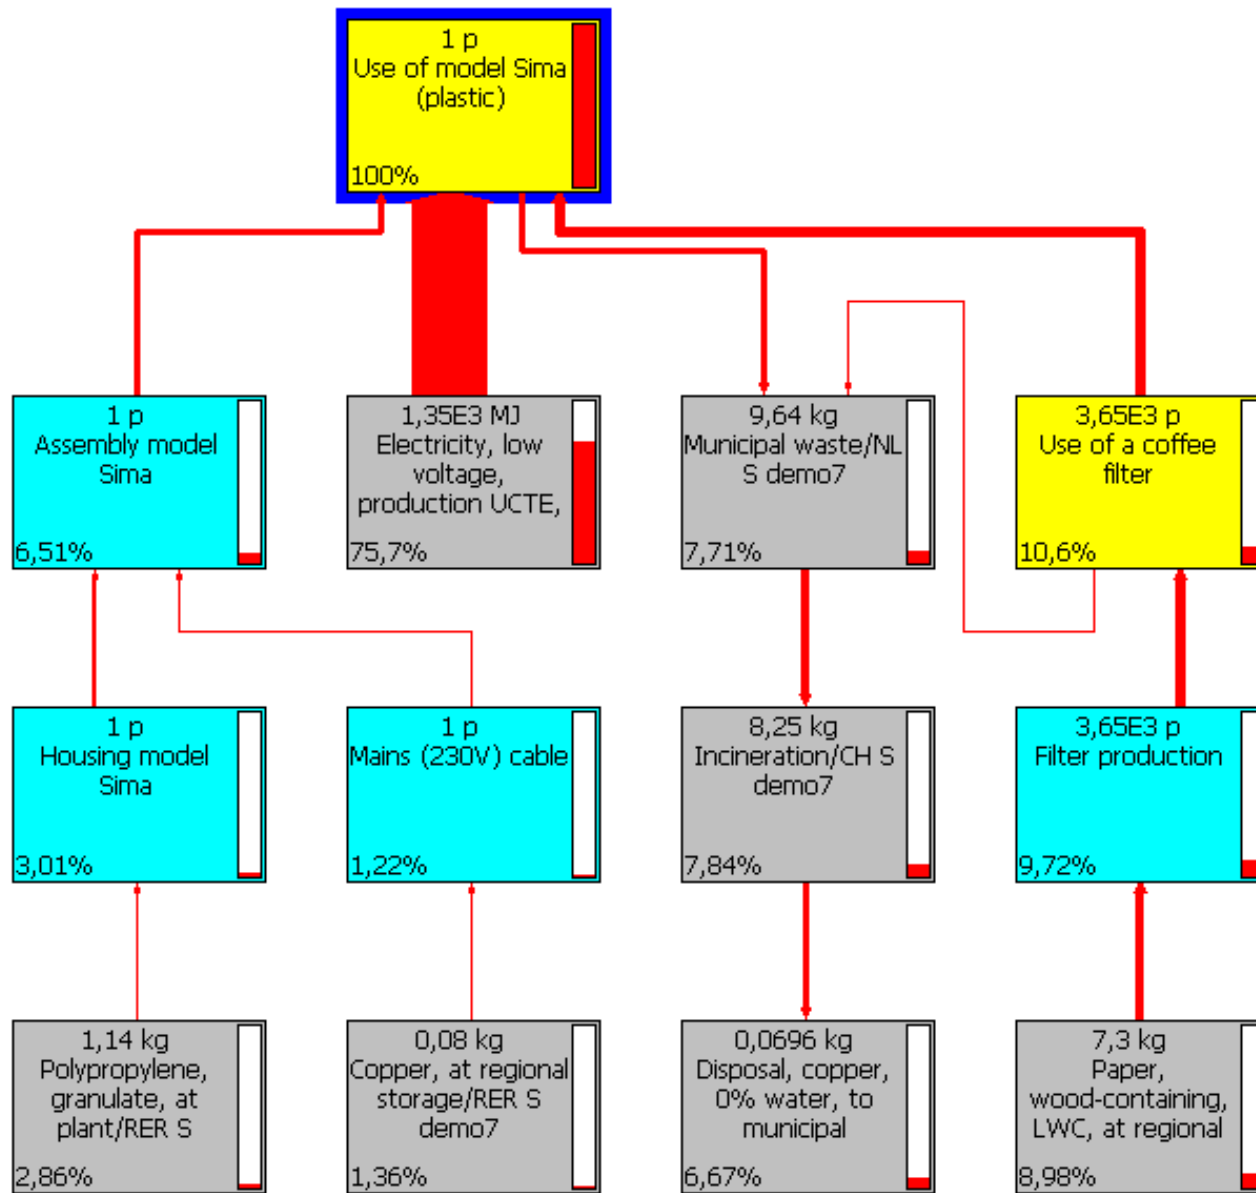 1 p
Use of model Sima
(plastic)
100%
1 p
Assembly model
Sima
6,51%
1,35E3 MJ
Electricity, low
voltage,
production UCTE,
75,7%
9,64 kg
Municipal waste/NL
S demo7
7,71%
3,65E3 p
Use of a coffee
filter
10,6%
1 p
Housing model
Sima
3,01%
1 p
Mains (230V) cable
1,22%
8,25 kg
Incineration/CH S
demo7
7,84%
3,65E3 p
Filter production
9,72%
1,14 kg
Polypropylene,
granulate, at
plant/RER S
2,86%
0,08 kg
Copper, at regional
storage/RER S
demo7
1,36%
0,0696 kg
Disposal, copper,
0% water, to
municipal
6,67%
7,3 kg
Paper,
wood-containing,
LWC, at regional
8,98%